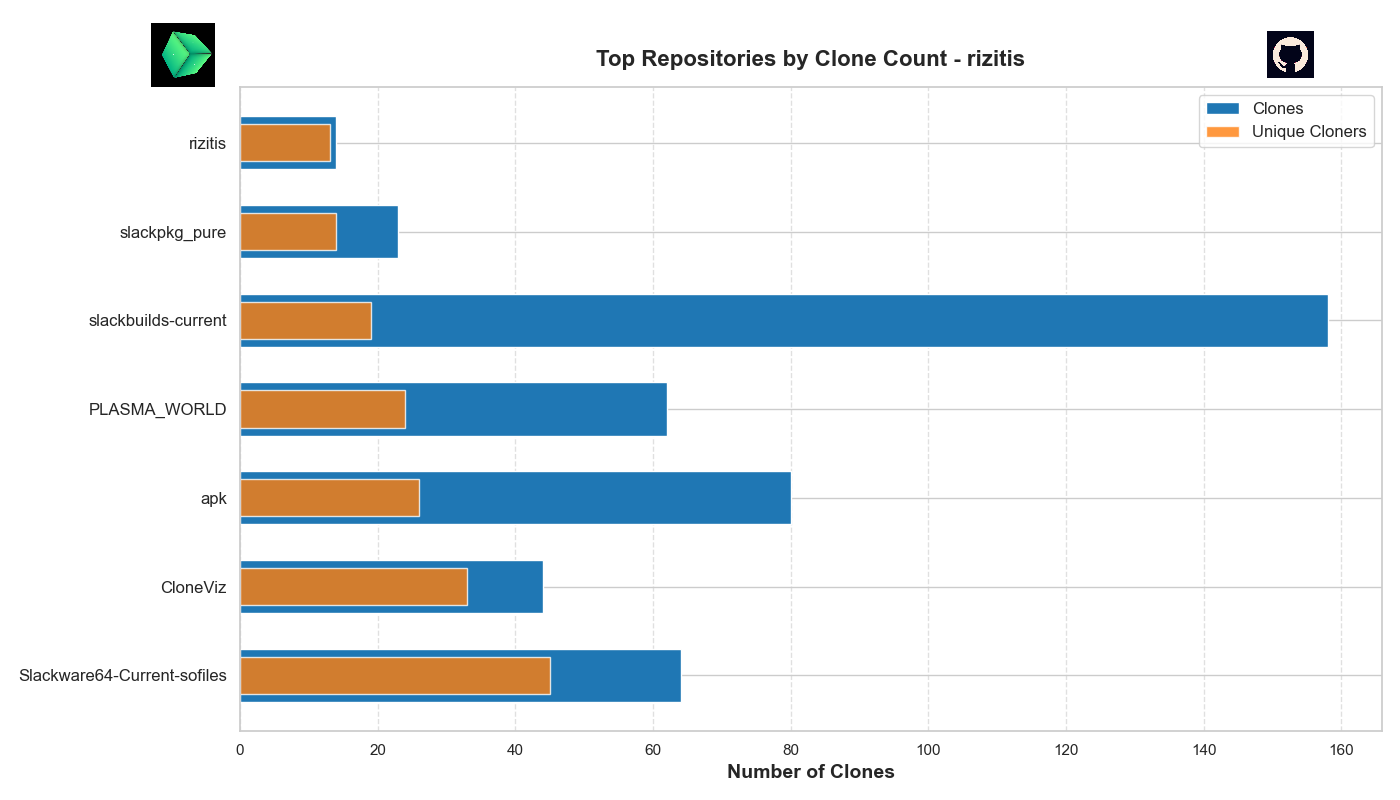 Top Repositories by Clone Count - rizitis
Clones
Unique Cloners
rizitis
slackpkg_pure
slackbuilds-current
PLASMA_WORLD
apk
CloneViz
Slackware64-Current-sofiles
0 20 40 60 80 100 120 140 160
Number of Clones